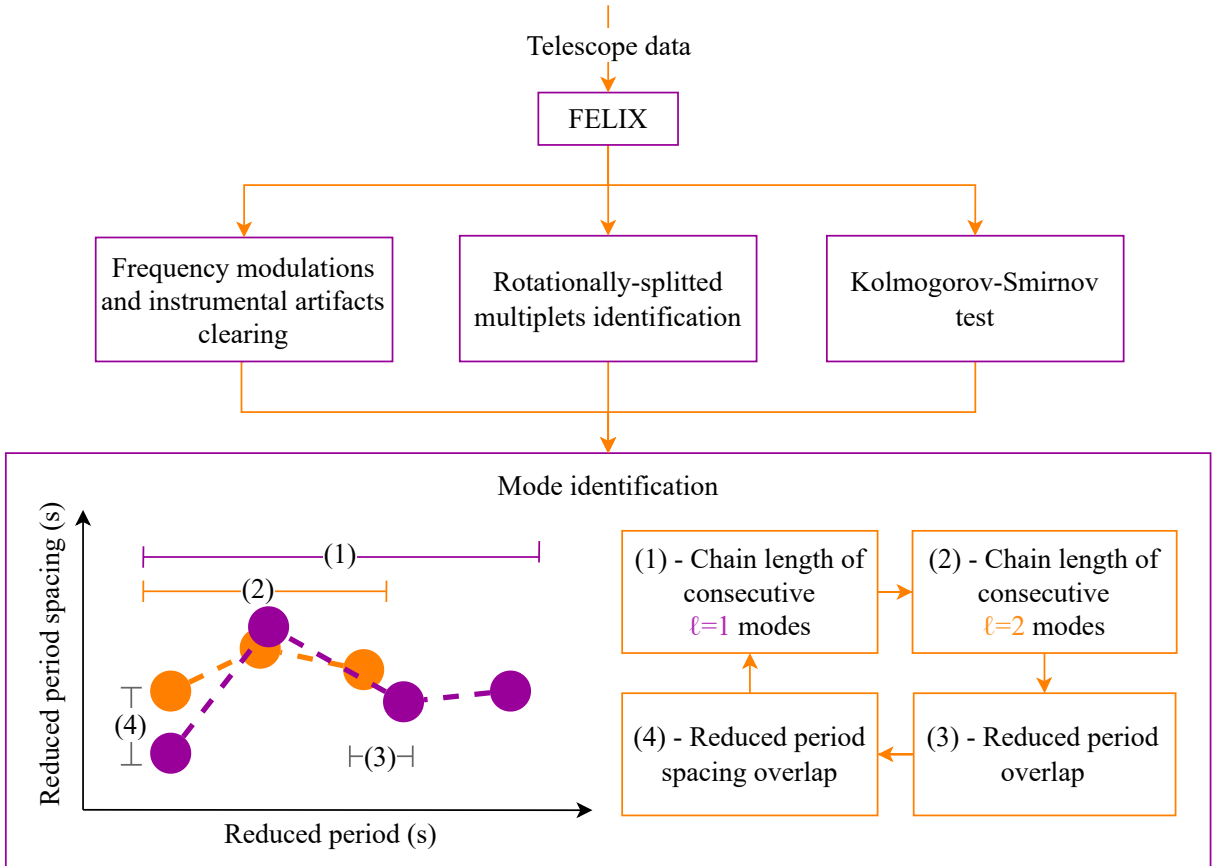 Telescope data
FELIX
Frequency modulations
and instrumental artifacts
clearing
Rotationally-splitted
multiplets identification
Kolmogorov-Smirnov
test
Mode identification
Reduced period spacing (s)
(1)
(2)
(4)
(3)
Reduced period (s)
(1) - Chain length of
consecutive
ℓ=1 modes
(2) - Chain length of
consecutive
ℓ=2 modes
(4) - Reduced period
spacing overlap
(3) - Reduced period
overlap